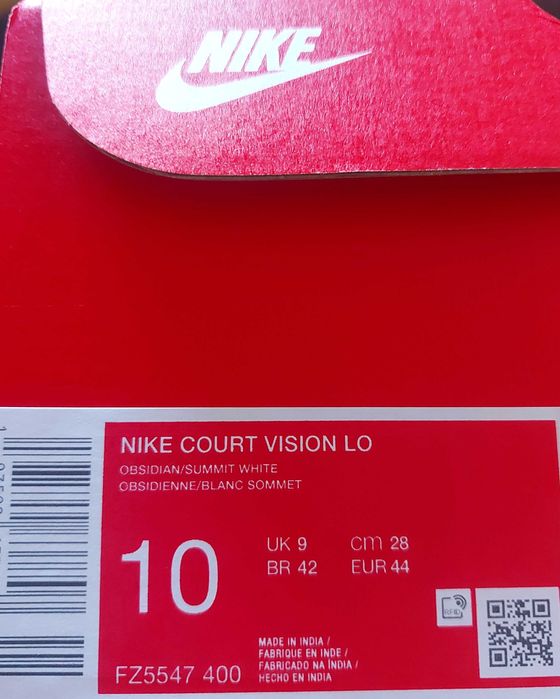 NIKE
NIKE COURT VISION LO
OBSIDIAN/SUMMIT WHITE
OBSIDIENNE/BLANC SOMMET
10
UK 9
cm 28
BR 42
EUR 44
RFID
MADE IN INDIA /
FABRIQUE EN INDE /
FABRICADO NA ÍNDIA /
HECHO EN INDIA
FZ5547 400